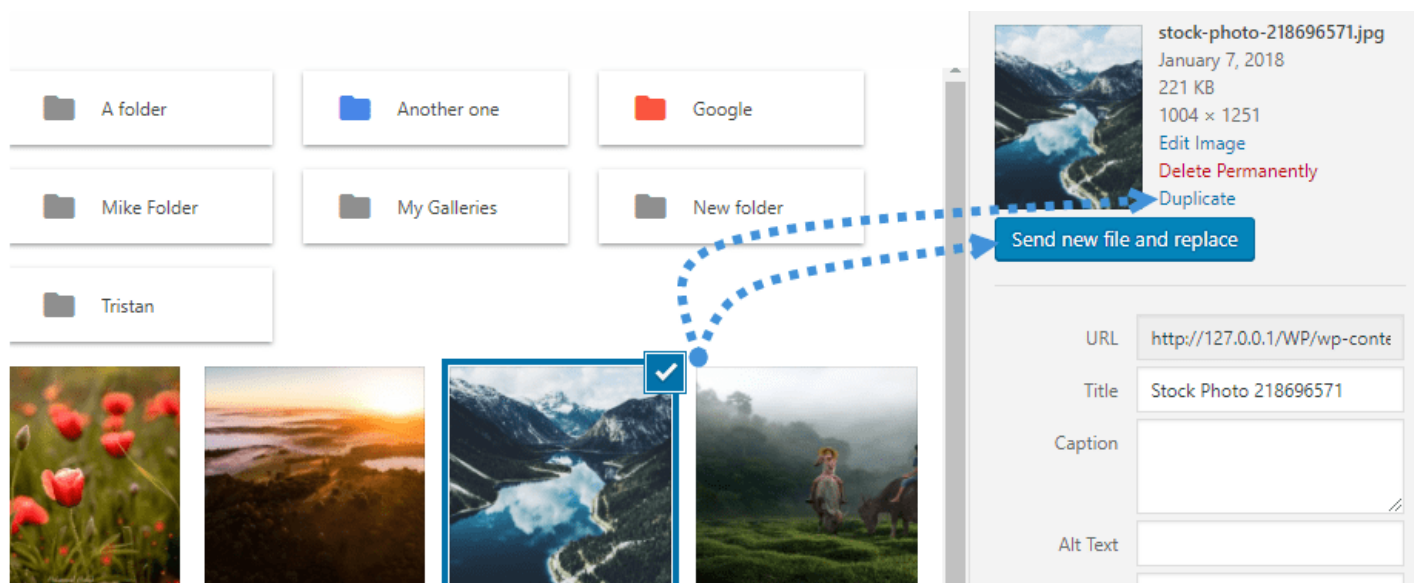 A folder
Another one
Google
Mike Folder
My Galleries
New folder
Tristan
stock-photo-218696571.jpg
January 7, 2018
221 KB
1004 × 1251
Edit Image
Delete Permanently
Duplicate
Send new file and replace
URL http://127.0.0.1/WP/wp-conte
Title Stock Photo 218696571
Caption
Alt Text